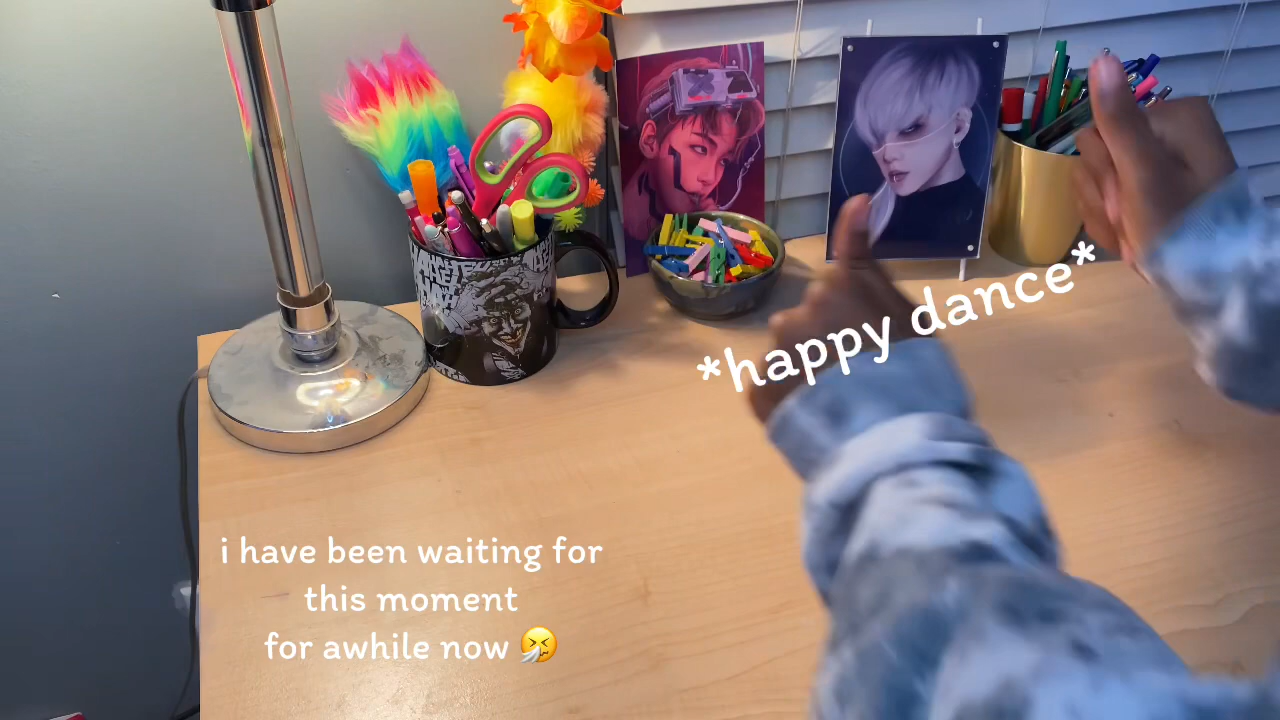 *happy dance*
i have been waiting for
this moment
for awhile now 🤧